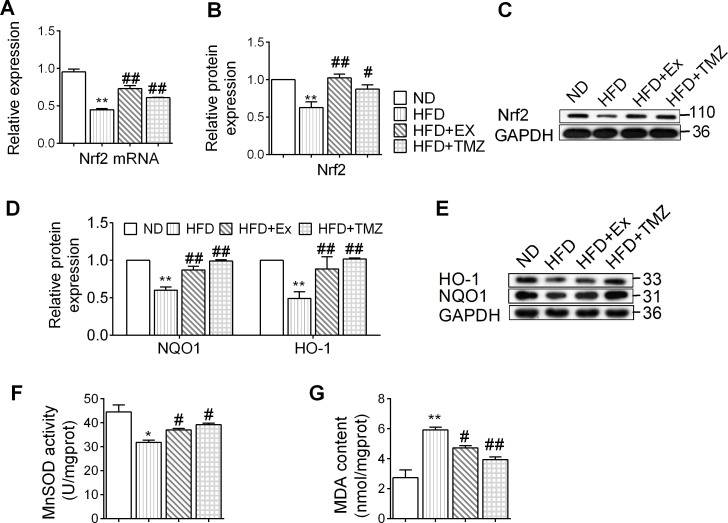 A
Relative expression
1.5
1.0
0.5
0.0
**
##
##
Nrf2 mRNA
B
Relative protein
expression
1.5
1.0
0.5
0.0
**
##
#
Nrf2
ND
HFD
HFD+EX
HFD+TMZ
C
ND
HFD
HFD+Ex
HFD+TMZ
Nrf2
110
GAPDH
36
D
ND HFD HFD+Ex HFD+TMZ
Relative protein
expression
1.5
1.0
0.5
0.0
**
##
##
**
##
##
NQO1 HO-1
E
ND
HFD
HFD+Ex
HFD+TMZ
HO-1
33
NQO1
31
GAPDH
36
F
MnSOD activity
(U/mgprot)
50
40
30
20
10
0
*
#
#
G
MDA content
(nmol/mgprot)
8
6
4
2
0
**
#
##